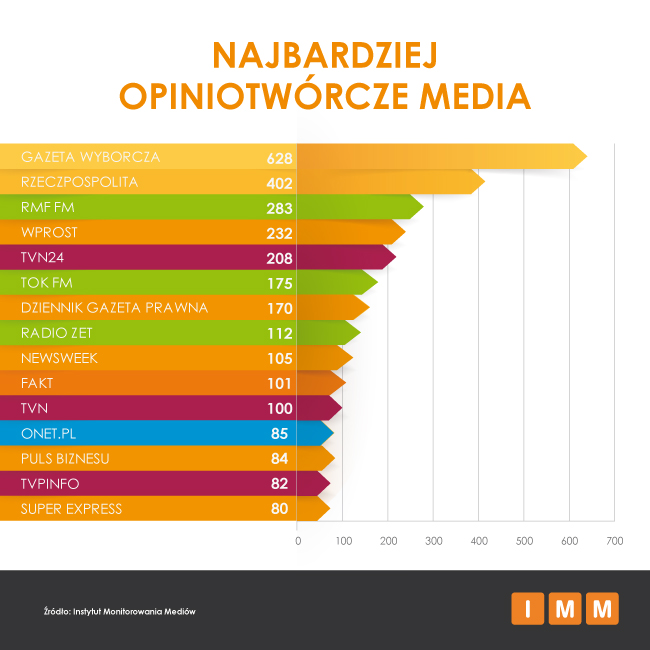 NAJBARDZIEJ
OPINIOTWÓRCZE MEDIA
GAZETA WYBORCZA 628
RZECZPOSPOLITA 402
RMF FM 283
WPROST 232
TVN24 208
TOK FM 175
DZIENNIK GAZETA PRAWNA 170
RADIO ZET 112
NEWSWEEK 105
FAKT 101
TVN 100
ONET.PL 85
PULS BIZNESU 84
TVPINFO 82
SUPER EXPRESS 80
0 100 200 300 400 500 600 700
Źródło: Instytut Monitorowania Mediów
I M M